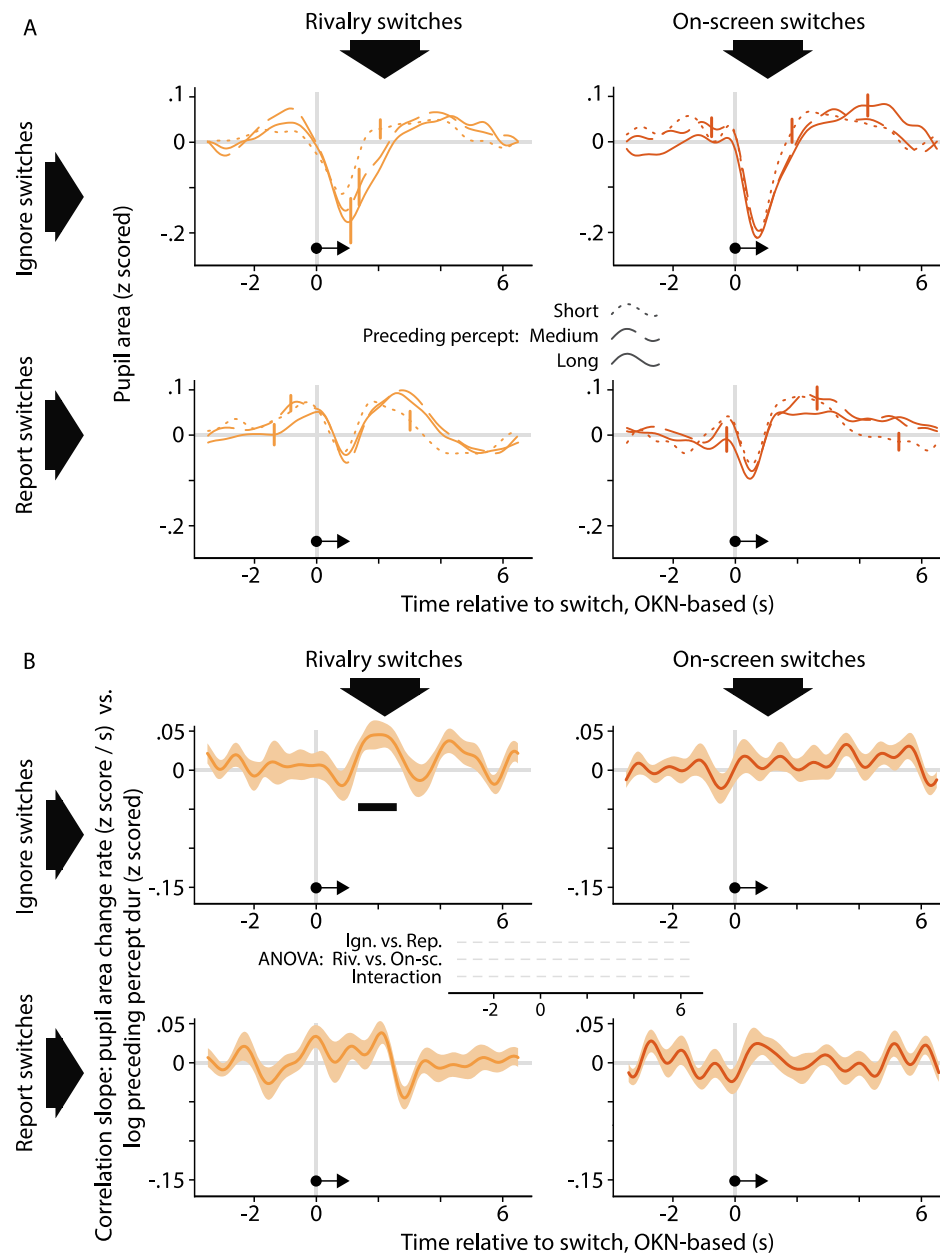 A
Rivalry switches
On-screen switches
Ignore switches
Report switches
Pupil area (z scored)
.1
0
-.2
-2
0
6
-2
0
6
.1
0
-.2
Short
Preceding percept: Medium
Long
.1
0
-.2
-2
0
6
.1
0
-.2
-2
0
6
Time relative to switch, OKN-based (s)
B
Rivalry switches
On-screen switches
Ignore switches
Report switches
Correlation slope: pupil area change rate (z score / s) vs.
log preceding percept dur (z scored)
.05
0
-.15
-2
0
6
.05
0
-.15
-2
0
6
Ign. vs. Rep.
ANOVA: Riv. vs. On-sc.
Interaction
-2
0
4
6
.05
0
-.15
-2
0
6
.05
0
-.15
-2
0
6
Time relative to switch, OKN-based (s)